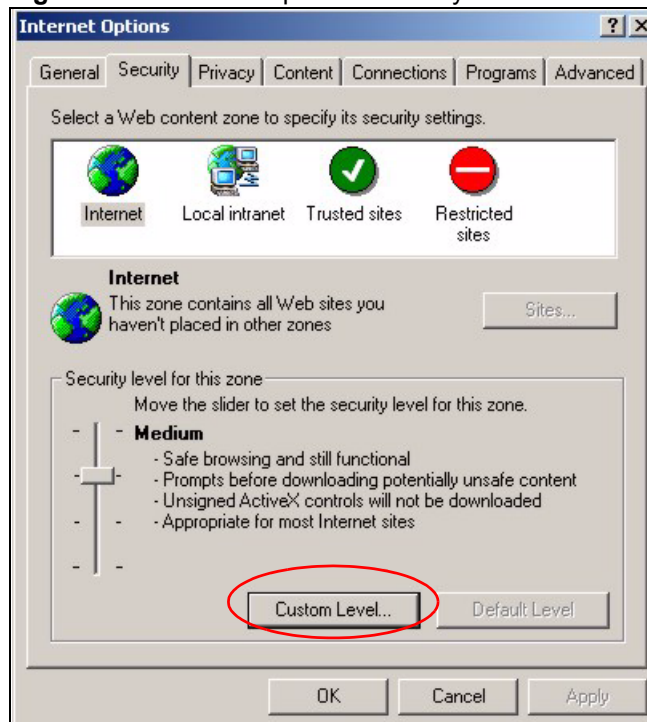 Internet Options
General Security Privacy Content Connections Programs Advanced
Select a Web content zone to specify its security settings.
Internet Local intranet Trusted sites Restricted sites
Internet
This zone contains all Web sites you
haven't placed in other zones
Sites...
Security level for this zone
Move the slider to set the security level for this zone.
Medium
- Safe browsing and still functional
- Prompts before downloading potentially unsafe content
- Unsigned ActiveX controls will not be downloaded
- Appropriate for most Internet sites
Custom Level... Default Level
OK Cancel Apply